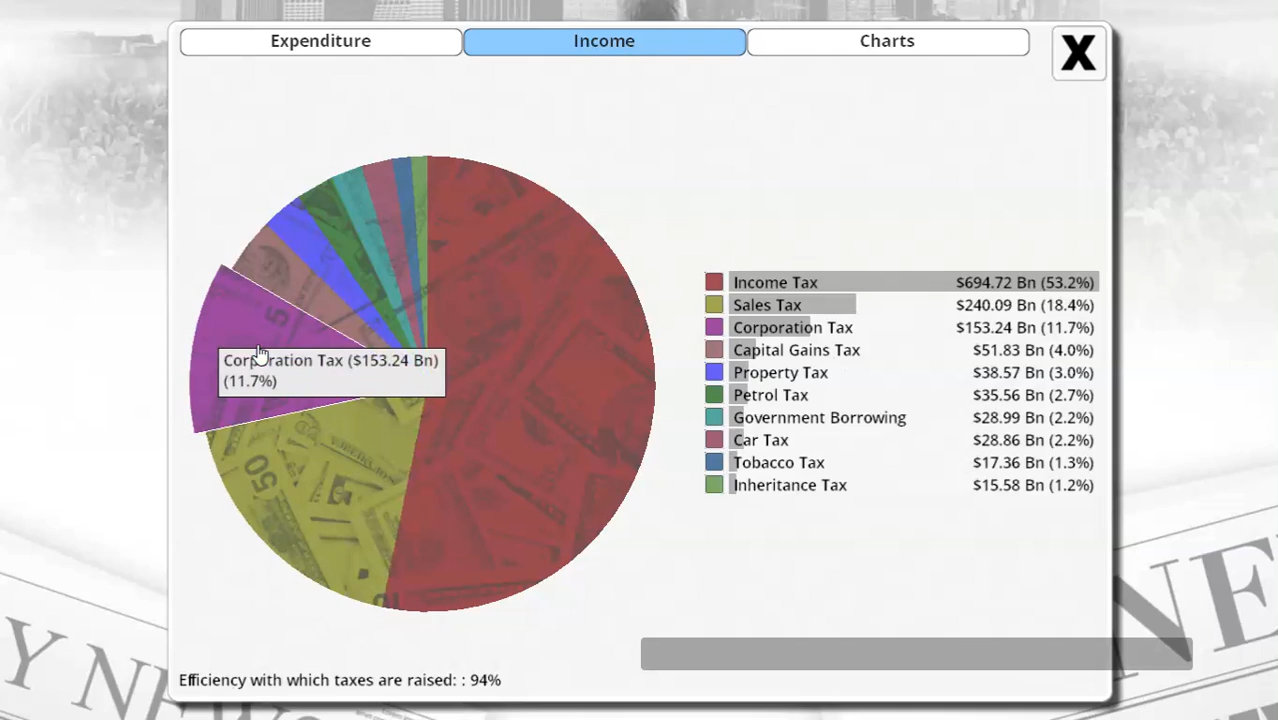 Expenditure
Income
Charts
X
Income Tax $694.72 Bn (53.2%)
Sales Tax $240.09 Bn (18.4%)
Corporation Tax $153.24 Bn (11.7%)
Capital Gains Tax $51.83 Bn (4.0%)
Property Tax $38.57 Bn (3.0%)
Petrol Tax $35.56 Bn (2.7%)
Government Borrowing $28.99 Bn (2.2%)
Car Tax $28.86 Bn (2.2%)
Tobacco Tax $17.36 Bn (1.3%)
Inheritance Tax $15.58 Bn (1.2%)
Corporation Tax ($153.24 Bn)
(11.7%)
5
50
Efficiency with which taxes are raised: : 94%
Y NEWS
NE